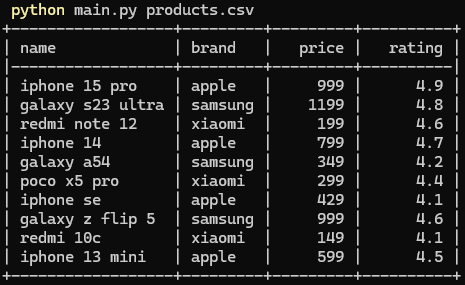 python main.py products.csv
+------------------+---------+---------+----------+
| name             | brand   |   price |   rating |
|------------------+---------+---------+----------|
| iphone 15 pro    | apple   |     999 |      4.9 |
| galaxy s23 ultra | samsung |    1199 |      4.8 |
| redmi note 12    | xiaomi  |     199 |      4.6 |
| iphone 14        | apple   |     799 |      4.7 |
| galaxy a54       | samsung |     349 |      4.2 |
| poco x5 pro      | xiaomi  |     299 |      4.4 |
| iphone se        | apple   |     429 |      4.1 |
| galaxy z flip 5  | samsung |     999 |      4.6 |
| redmi 10c        | xiaomi  |     149 |      4.1 |
| iphone 13 mini   | apple   |     599 |      4.5 |
+------------------+---------+---------+----------+